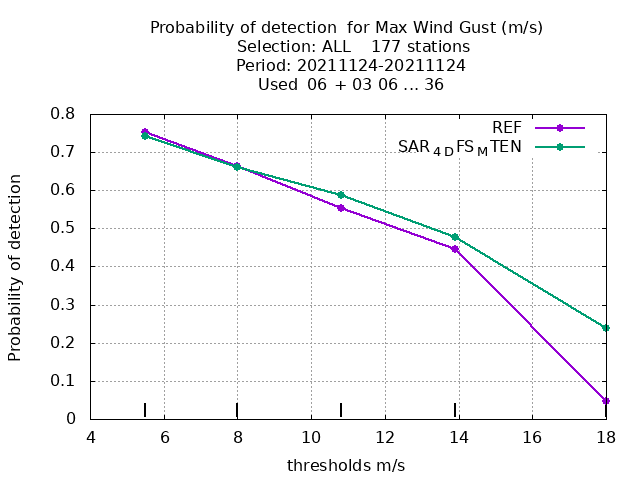 Probability of detection  for Max Wind Gust (m/s)
Selection: ALL    177 stations
Period: 20211124-20211124
Used  06 + 03 06 ... 36
REF
SAR4DFSMTEN
Probability of detection
0.8
0.7
0.6
0.5
0.4
0.3
0.2
0.1
0
4 6 8 10 12 14 16 18
thresholds m/s